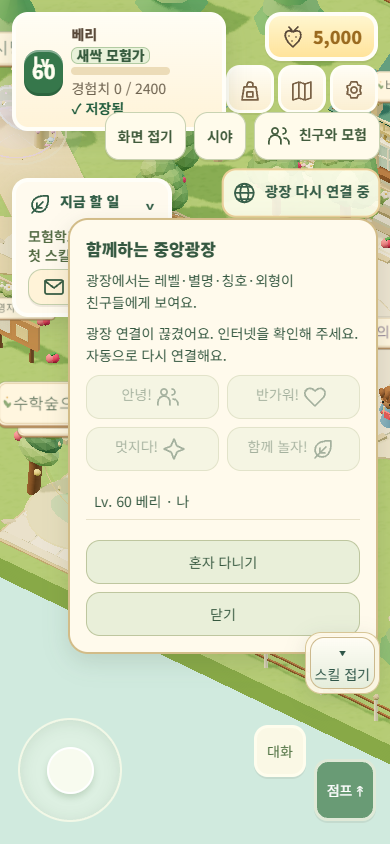 베리
Lv.
60
새싹 모험가
경험치 0 / 2400
✓ 저장됨
5,000
화면 접기
시야
친구와 모험
광장 다시 연결 중
지금 할 일
모험
첫 스킬
함께하는 중앙광장
광장에서는 레벨·별명·칭호·외형이
친구들에게 보여요.
광장 연결이 끊겼어요. 인터넷을 확인해 주세요.
자동으로 다시 연결해요.
안녕!
반가워!
멋지다!
함께 놀자!
수학숲으
Lv. 60 베리 · 나
혼자 다니기
닫기
스킬 접기
대화
점프